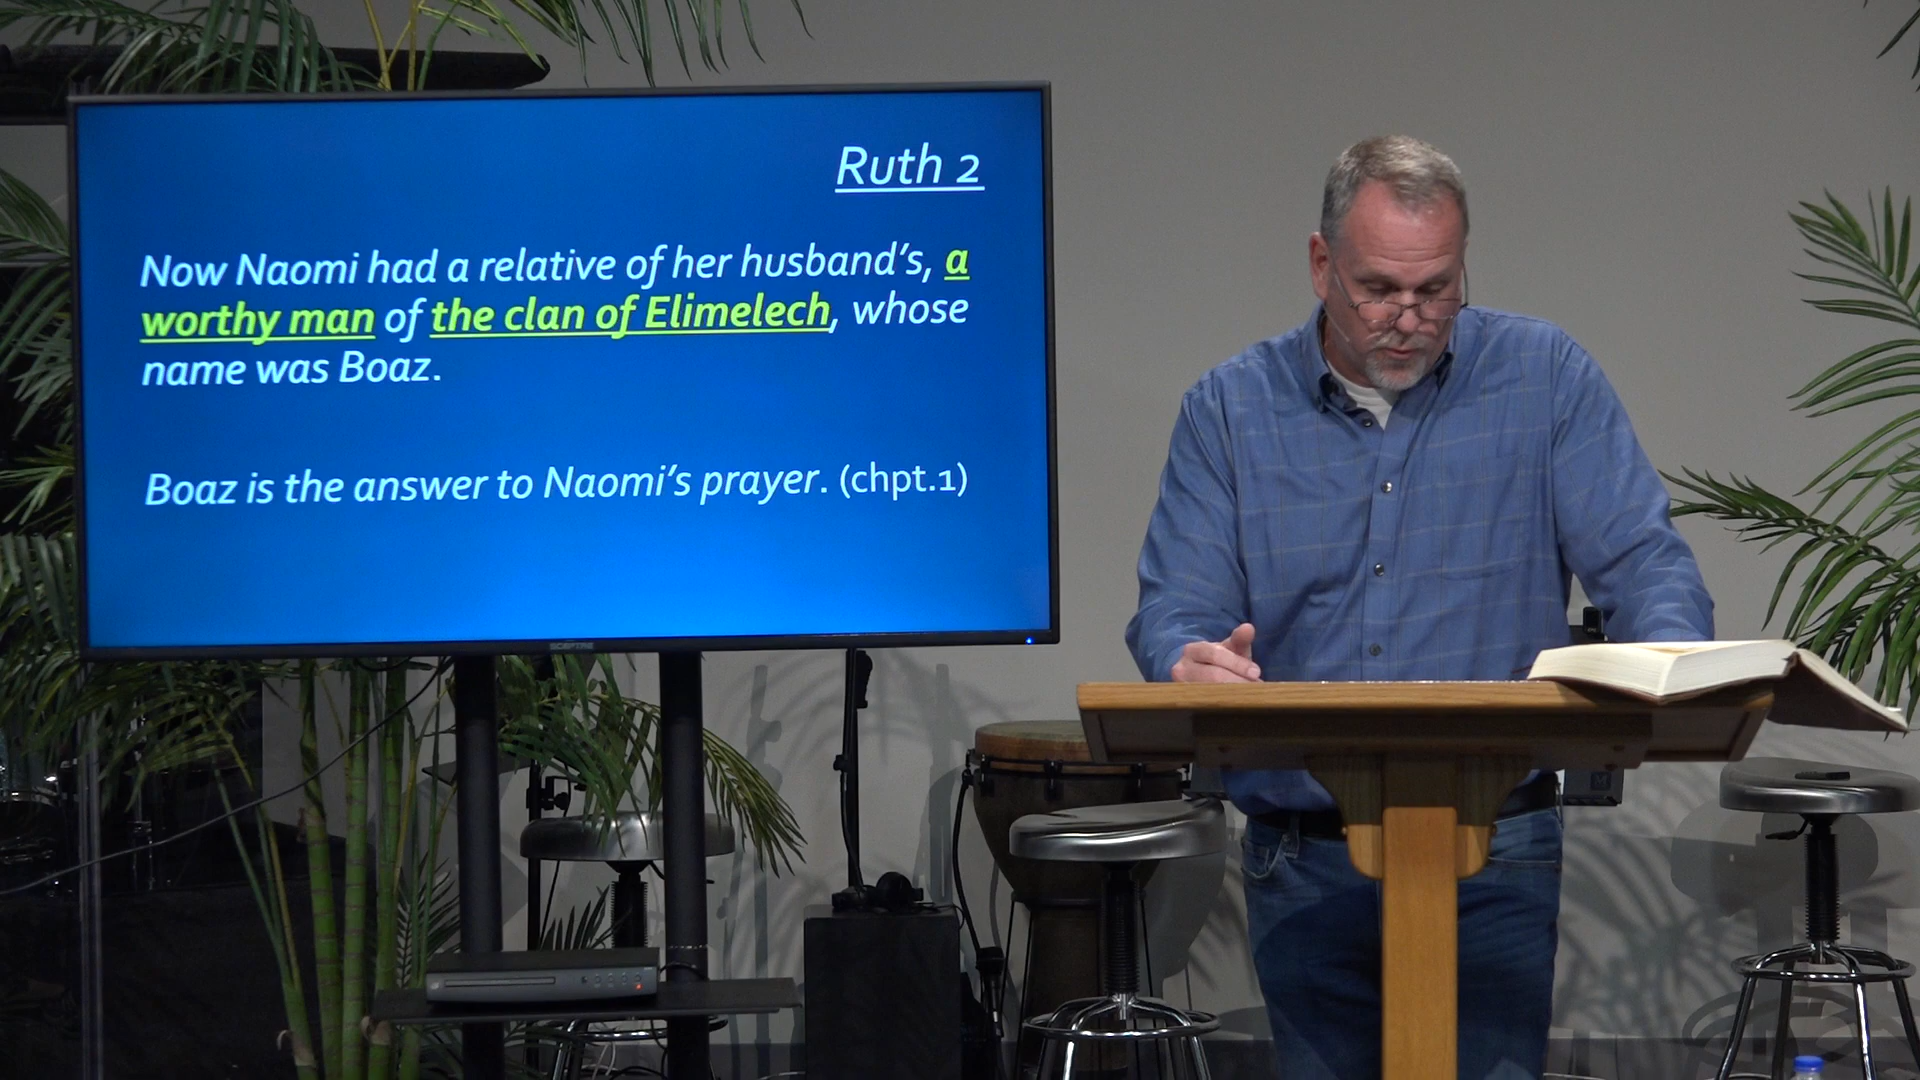 Ruth 2
Now Naomi had a relative of her husband's, a
worthy man of the clan of Elimelech, whose
name was Boaz.
Boaz is the answer to Naomi's prayer. (chpt.1)
SCEPTRE